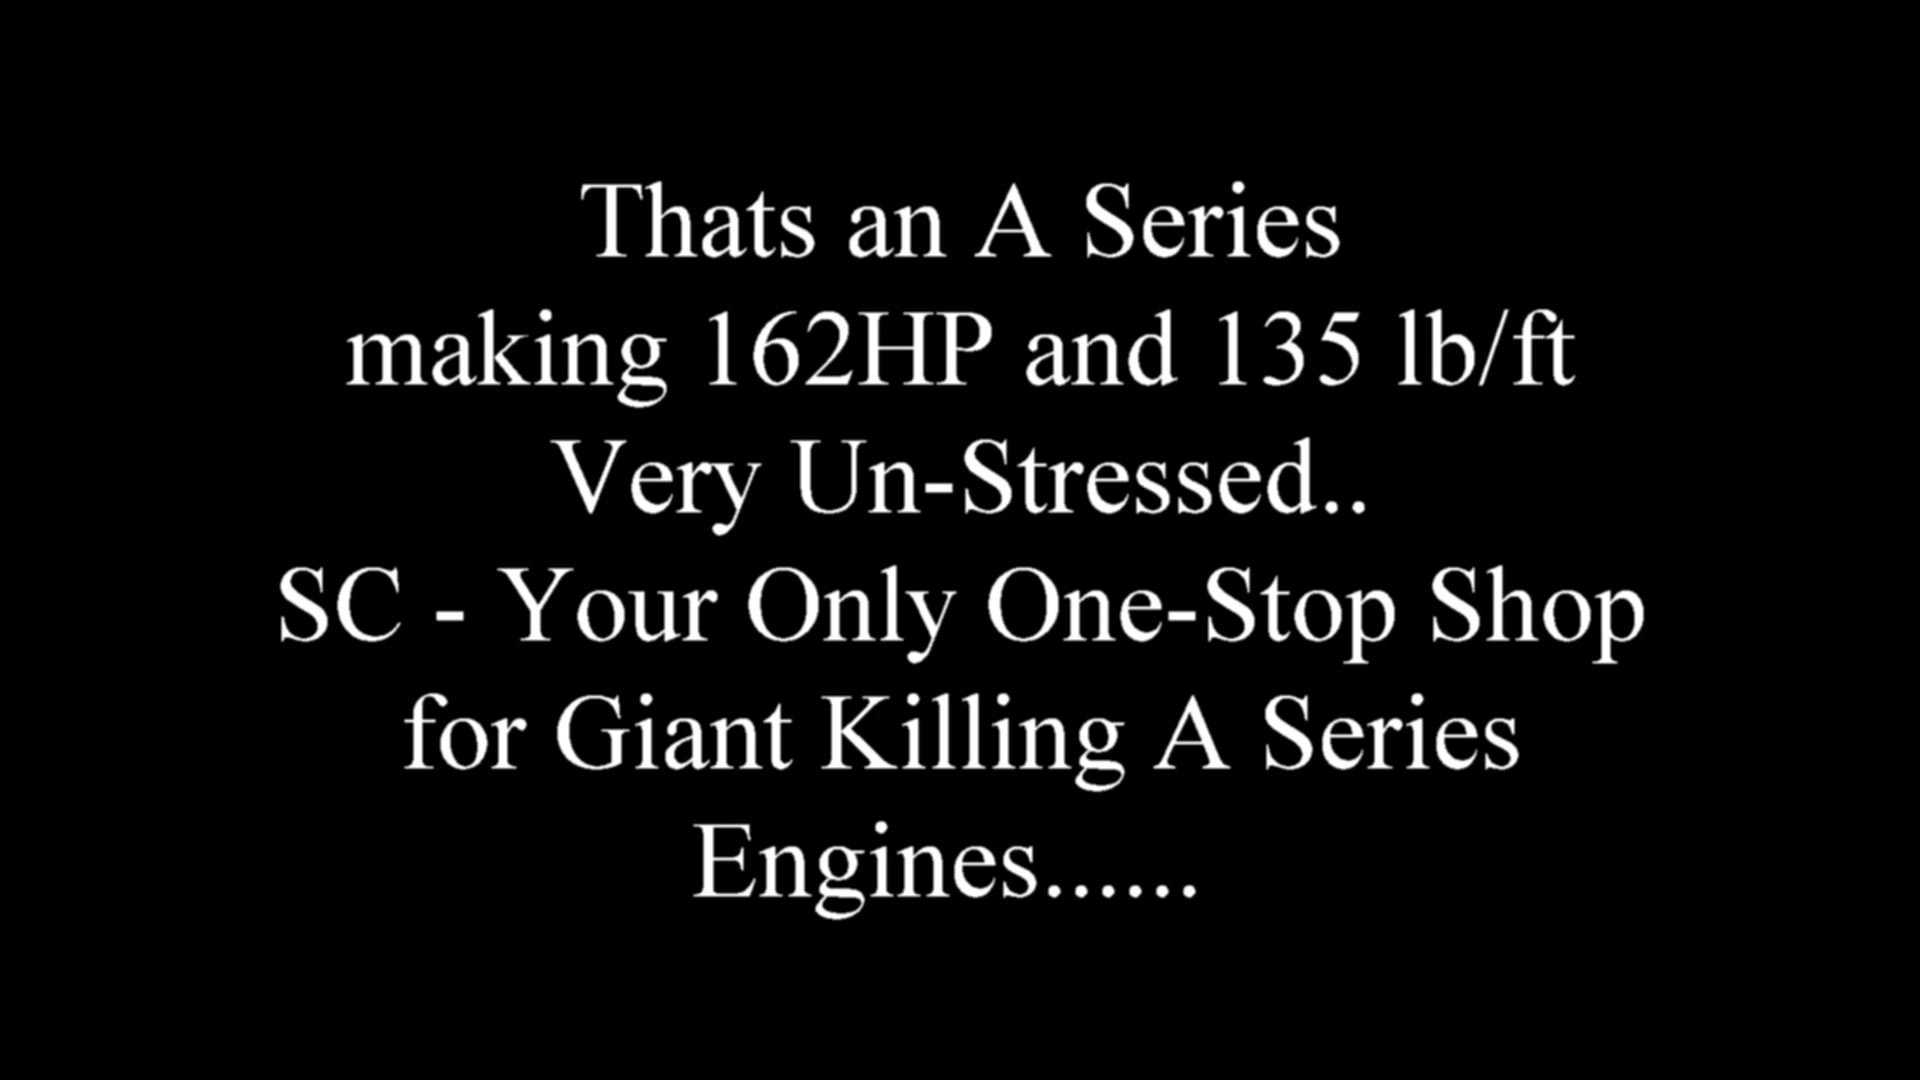 Thats an A Series
making 162HP and 135 lb/ft
Very Un-Stressed..
SC - Your Only One-Stop Shop
for Giant Killing A Series
Engines......